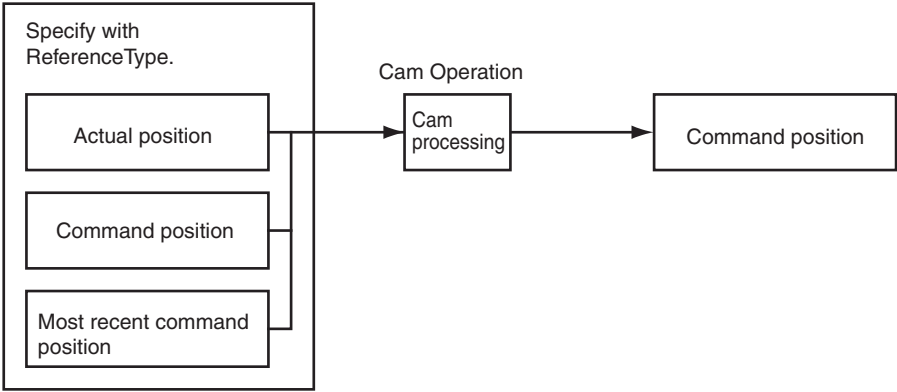 Specify with
ReferenceType.
Actual position
Command position
Most recent command
position
Cam Operation
Cam
processing
Command position